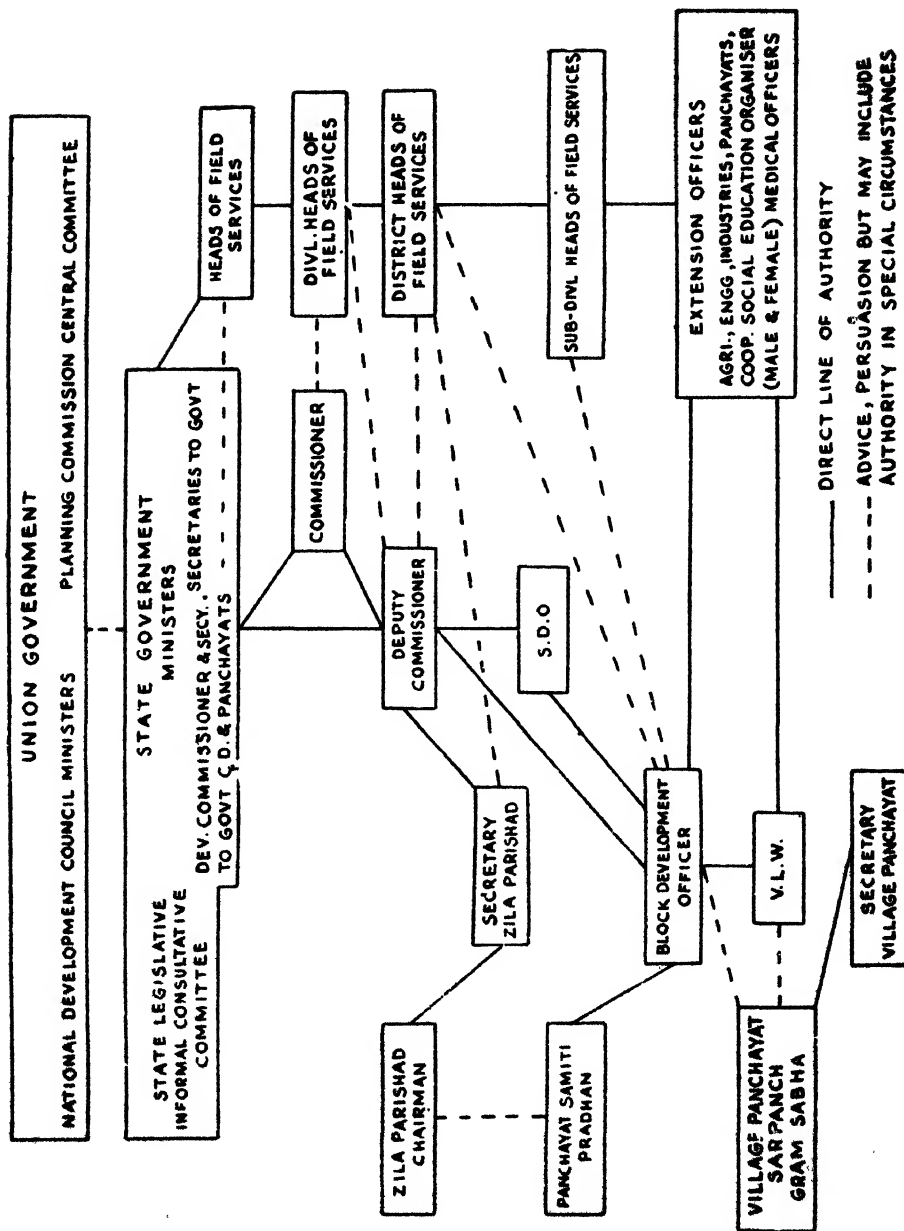 UNION GOVERNMENT
NATIONAL DEVELOPMENT COUNCIL MINISTERS PLANNING COMMISSION CENTRAL COMMITTEE
STATE LEGISLATIVE
INFORMAL CONSULTATIVE
COMMITTEE
STATE GOVERNMENT
MINISTERS
DEV. COMMISSIONER & SECY. SECRETARIES TO GOVT
TO GOVT C.D. & PANCHAYATS
HEADS OF FIELD
SERVICES
COMMISSIONER
DIVL. HEADS OF
FIELD SERVICES
DEPUTY
COMMISSIONER
DISTRICT HEADS OF
FIELD SERVICES
ZILA PARISHAD
CHAIRMAN
SECRETARY
ZILA PARISHAD
S.D.O
SUB-DIVL HEADS OF FIELD SERVICES
PANCHAYAT SAMITI
PRADHAN
BLOCK DEVELOPMENT
OFFICER
EXTENSION OFFICERS
AGRI., ENGG, INDUSTRIES, PANCHAYATS,
COOP. SOCIAL EDUCATION ORGANISER
(MALE & FEMALE) MEDICAL OFFICERS
VILLAGE PANCHAYAT
SARPANCH
GRAM SABHA
V.L.W.
SECRETARY
VILLAGE PANCHAYAT
DIRECT LINE OF AUTHORITY
ADVICE, PERSUASION BUT MAY INCLUDE
AUTHORITY IN SPECIAL CIRCUMSTANCES